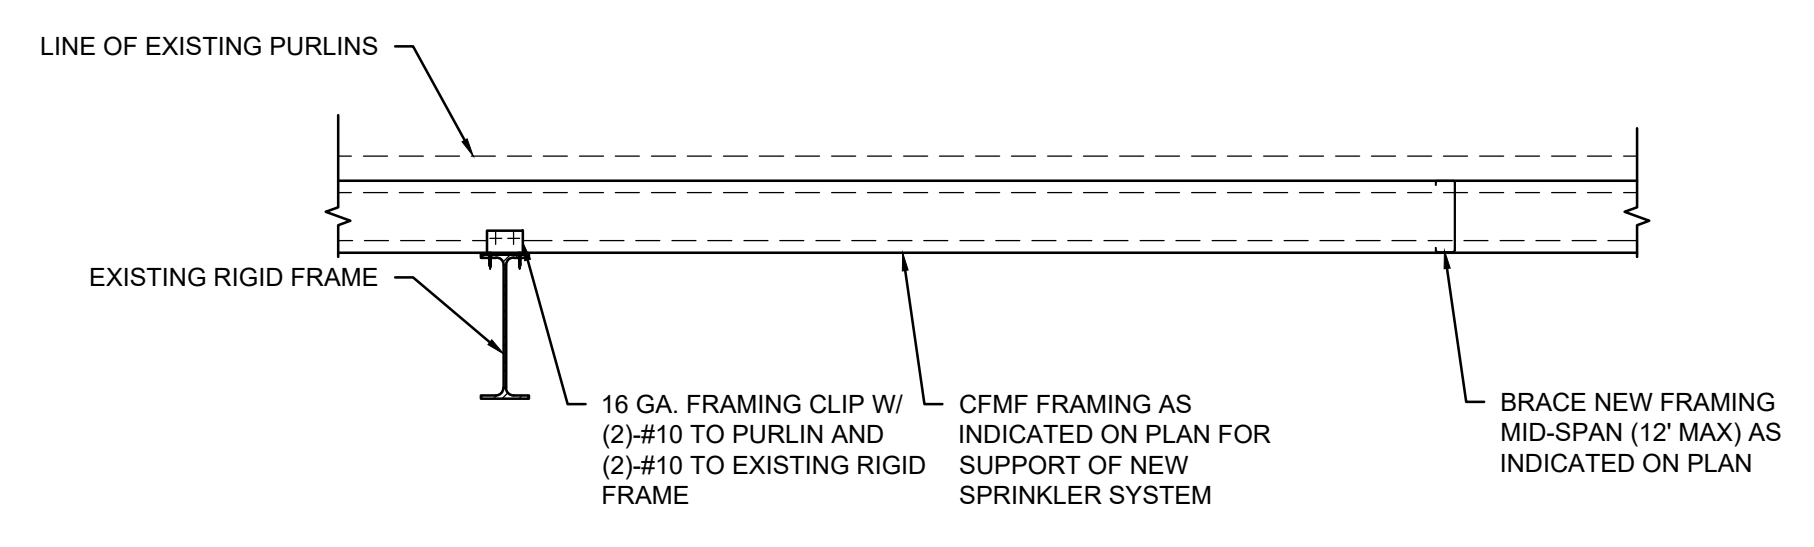 LINE OF EXISTING PURLINS
EXISTING RIGID FRAME
16 GA. FRAMING CLIP W/
(2)-#10 TO PURLIN AND
(2)-#10 TO EXISTING RIGID
FRAME
CFMF FRAMING AS
INDICATED ON PLAN FOR
SUPPORT OF NEW
SPRINKLER SYSTEM
BRACE NEW FRAMING
MID-SPAN (12' MAX) AS
INDICATED ON PLAN